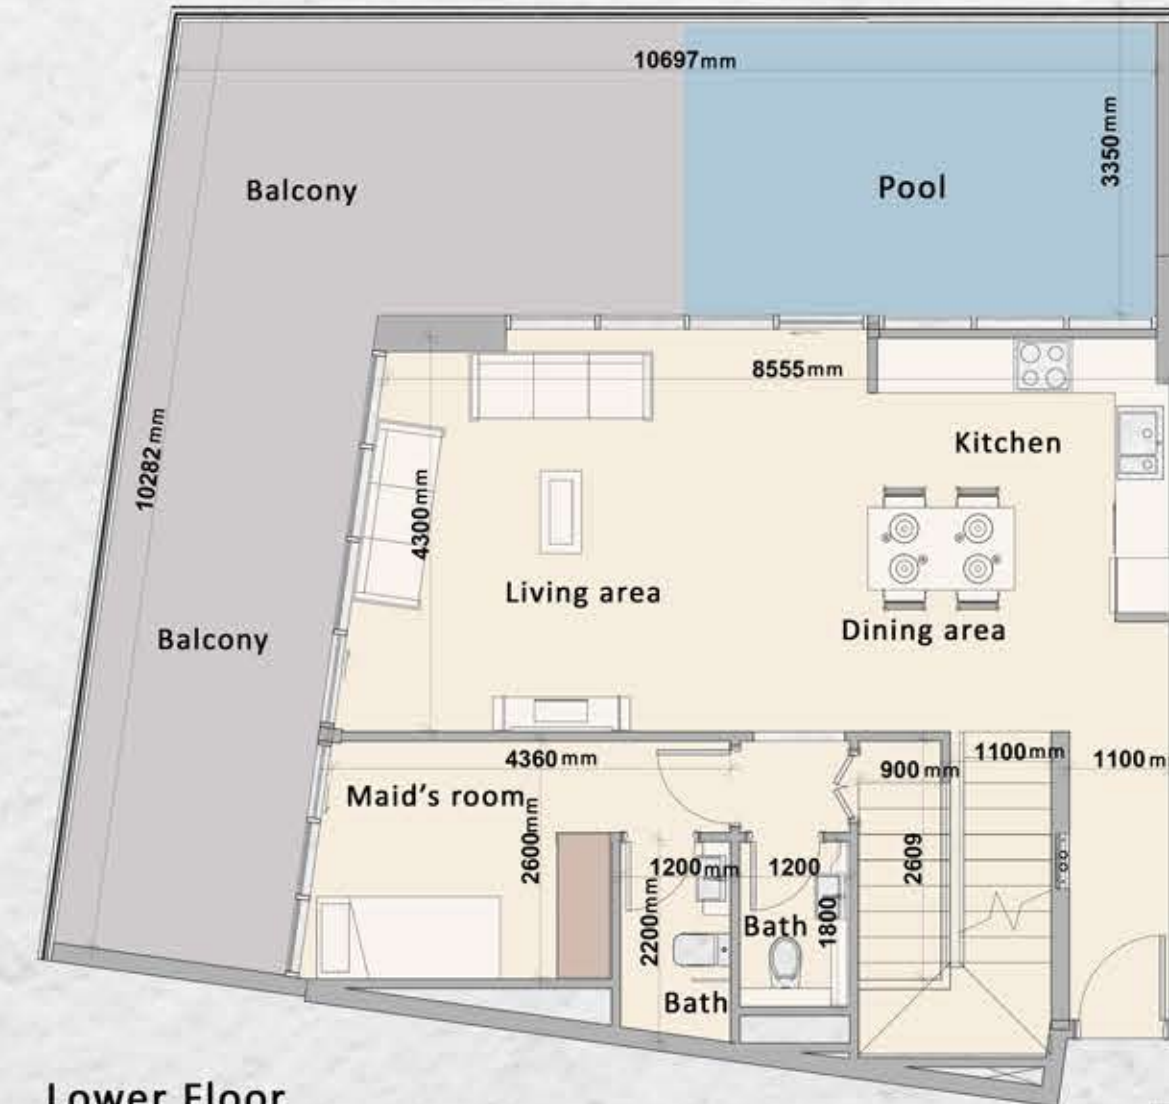 10697mm
3350mm
Balcony
Pool
8555mm
Kitchen
10282mm
4300mm
Living area
Dining area
Balcony
4360mm
900mm
1100mm
1100m
Maid's room
2600mm
1200mm
1200
2609
2200mm
1800
Bath
Bath
Lower Floor